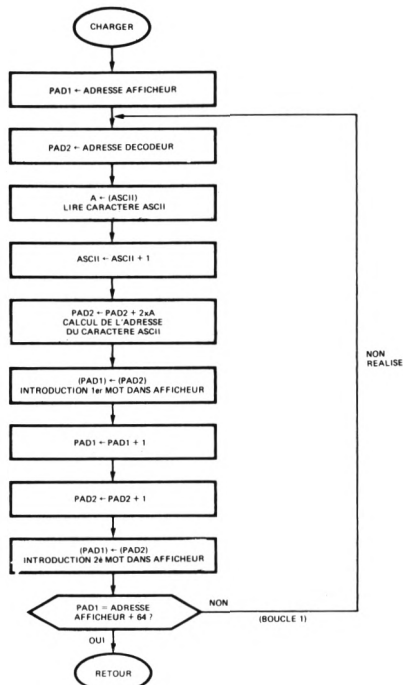 CHARGER
PAD1 ← ADRESSE AFFICHEUR
PAD2 ← ADRESSE DECODEUR
A ← (ASCII)
LIRE CARACTERE ASCII
ASCII ← ASCII + 1
PAD2 ← PAD2 + 2xA
CALCUL DE L'ADRESSE
DU CARACTERE ASCII
NON
REALISE
(PAD1) ← (PAD2)
INTRODUCTION 1er MOT DANS AFFICHEUR
PAD1 ← PAD1 + 1
PAD2 ← PAD2 + 1
(PAD1) ← (PAD2)
INTRODUCTION 2è MOT DANS AFFICHEUR
PAD1 = ADRESSE
AFFICHEUR + 64 ?
NON
(BOUCLE 1)
OUI
RETOUR